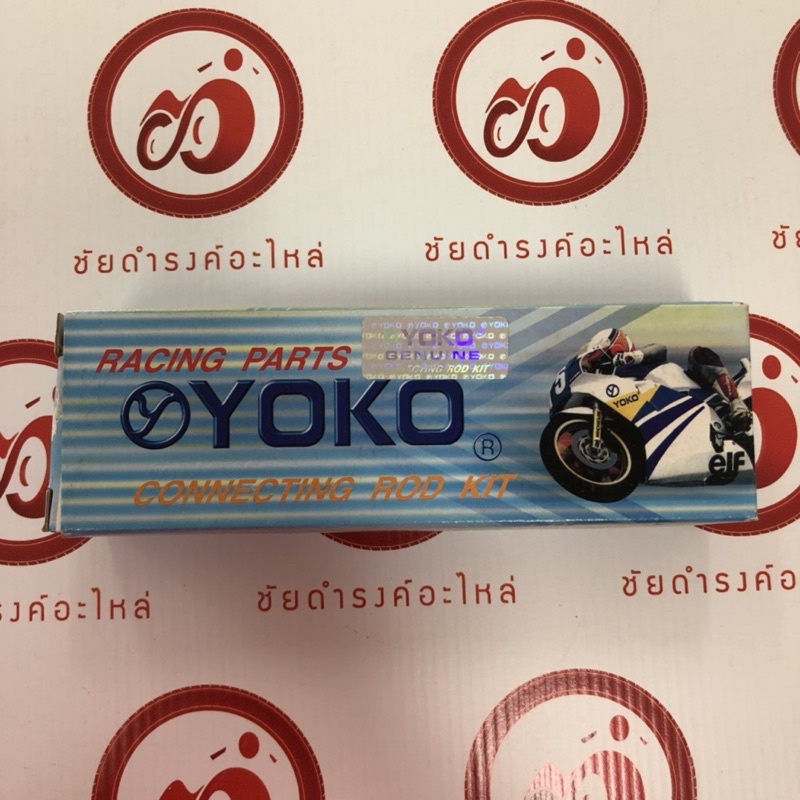 ชัยดำรงค์อะไหล่
ชัยดำรงค์อะไหล่
RACING PARTS
YOKO
GENUINE
YOKO
®
CONNECTING ROD KIT
5
YOKO
elf
ค์อะไหล่
ชัยดำรงค์อะไหล่
ชัยดำรงค์อะไหล่